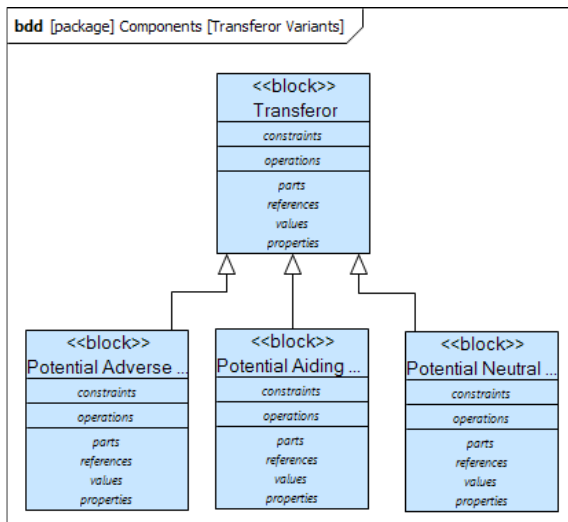 bdd [package] Components [Transferor Variants]
<<block>>
Transferor
constraints
operations
parts
references
values
properties
<<block>>
Potential Adverse ...
constraints
operations
parts
references
values
properties
<<block>>
Potential Aiding ...
constraints
operations
parts
references
values
properties
<<block>>
Potential Neutral ...
constraints
operations
parts
references
values
properties